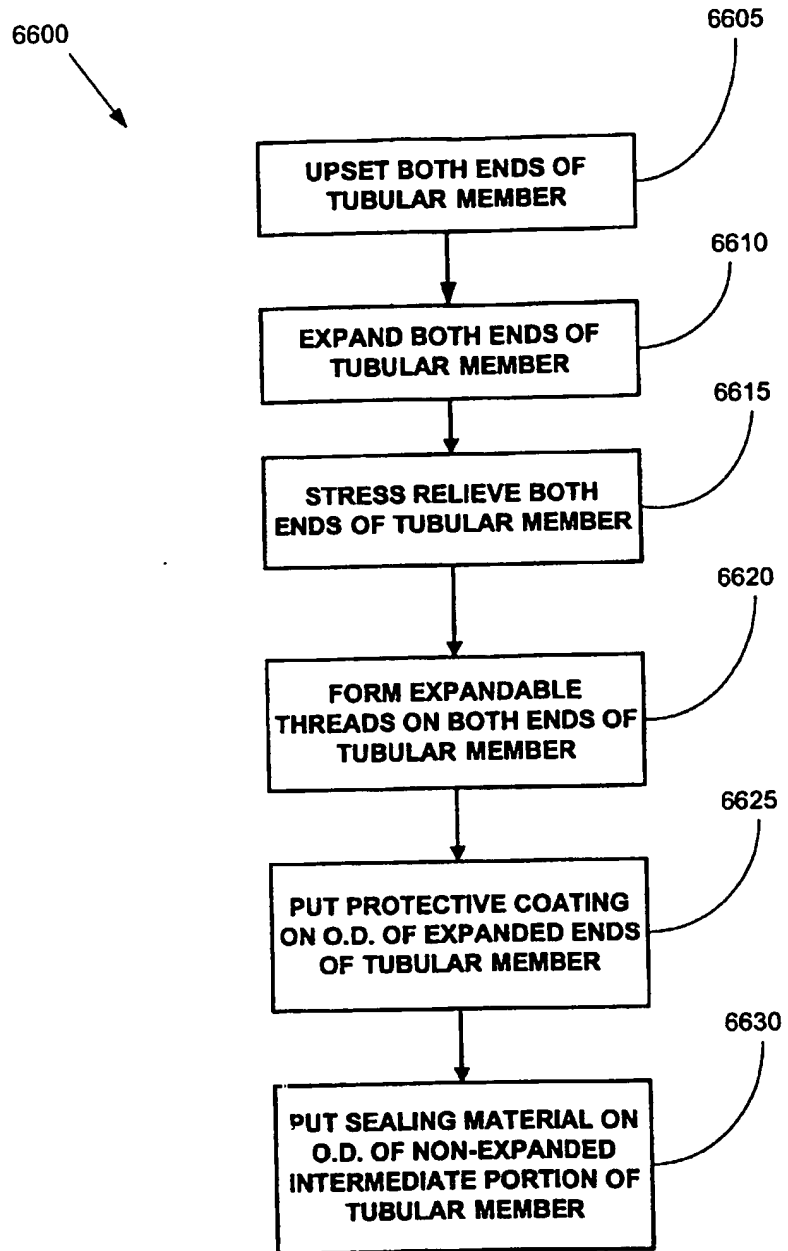 6600
6605
UPSET BOTH ENDS OF
TUBULAR MEMBER
6610
EXPAND BOTH ENDS OF
TUBULAR MEMBER
6615
STRESS RELIEVE BOTH
ENDS OF TUBULAR MEMBER
6620
FORM EXPANDABLE
THREADS ON BOTH ENDS OF
TUBULAR MEMBER
6625
PUT PROTECTIVE COATING
ON O.D. OF EXPANDED ENDS
OF TUBULAR MEMBER
6630
PUT SEALING MATERIAL ON
O.D. OF NON-EXPANDED
INTERMEDIATE PORTION OF
TUBULAR MEMBER